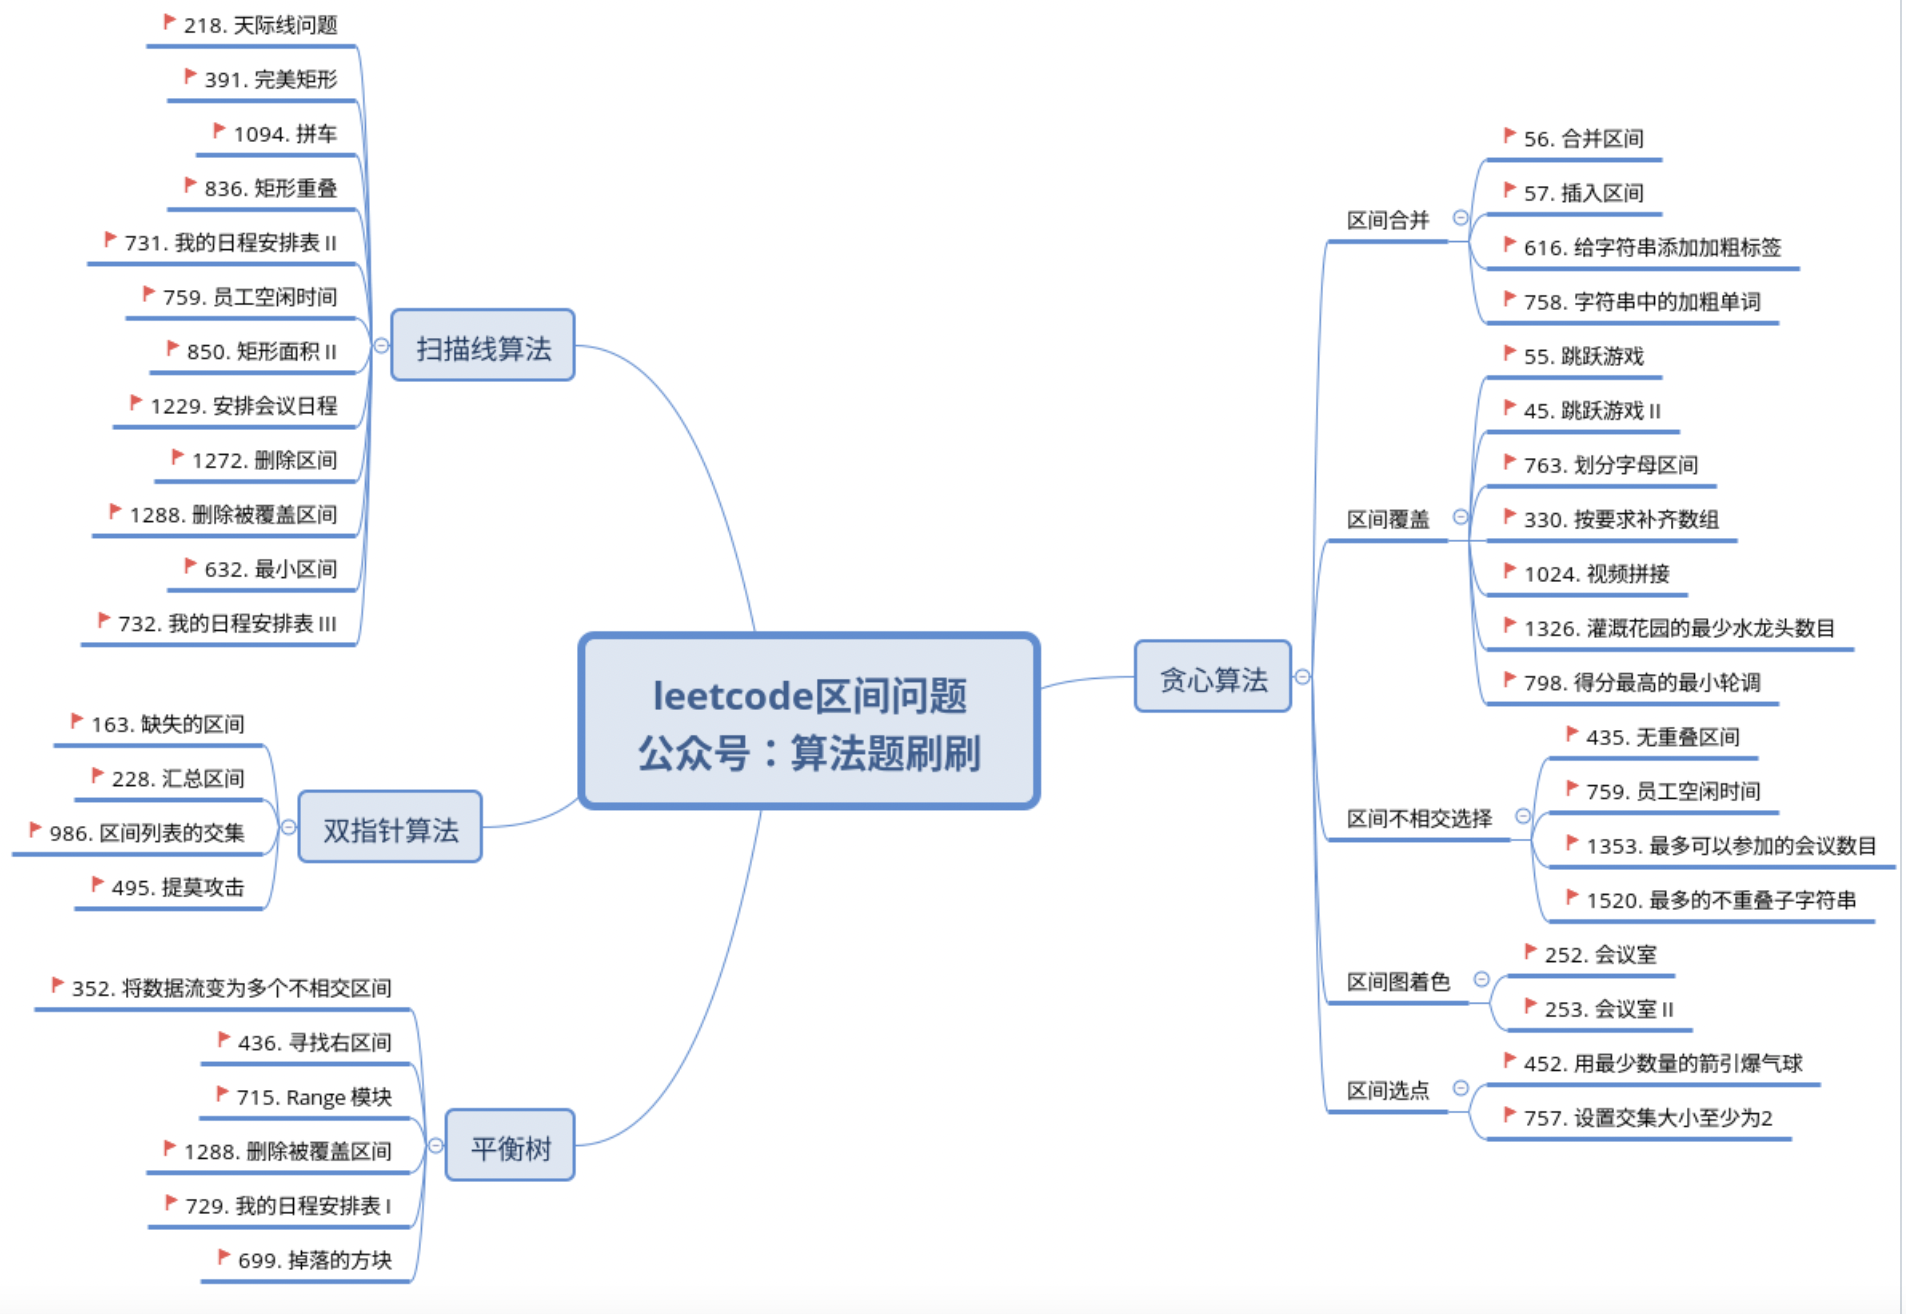 leetcode区间问题
公众号：算法题刷刷
扫描线算法
218. 天际线问题
391. 完美矩形
1094. 拼车
836. 矩形重叠
731. 我的日程安排表 II
759. 员工空闲时间
850. 矩形面积 II
1229. 安排会议日程
1272. 删除区间
1288. 删除被覆盖区间
632. 最小区间
732. 我的日程安排表 III
双指针算法
163. 缺失的区间
228. 汇总区间
986. 区间列表的交集
495. 提莫攻击
平衡树
352. 将数据流变为多个不相交区间
436. 寻找右区间
715. Range 模块
1288. 删除被覆盖区间
729. 我的日程安排表 I
699. 掉落的方块
贪心算法
区间合并
56. 合并区间
57. 插入区间
616. 给字符串添加加粗标签
758. 字符串中的加粗单词
区间覆盖
55. 跳跃游戏
45. 跳跃游戏 II
763. 划分字母区间
330. 按要求补齐数组
1024. 视频拼接
1326. 灌溉花园的最少水龙头数目
798. 得分最高的最小轮调
区间不相交选择
435. 无重叠区间
759. 员工空闲时间
1353. 最多可以参加的会议数目
1520. 最多的不重叠子字符串
区间图着色
252. 会议室
253. 会议室 II
区间选点
452. 用最少数量的箭引爆气球
757. 设置交集大小至少为2